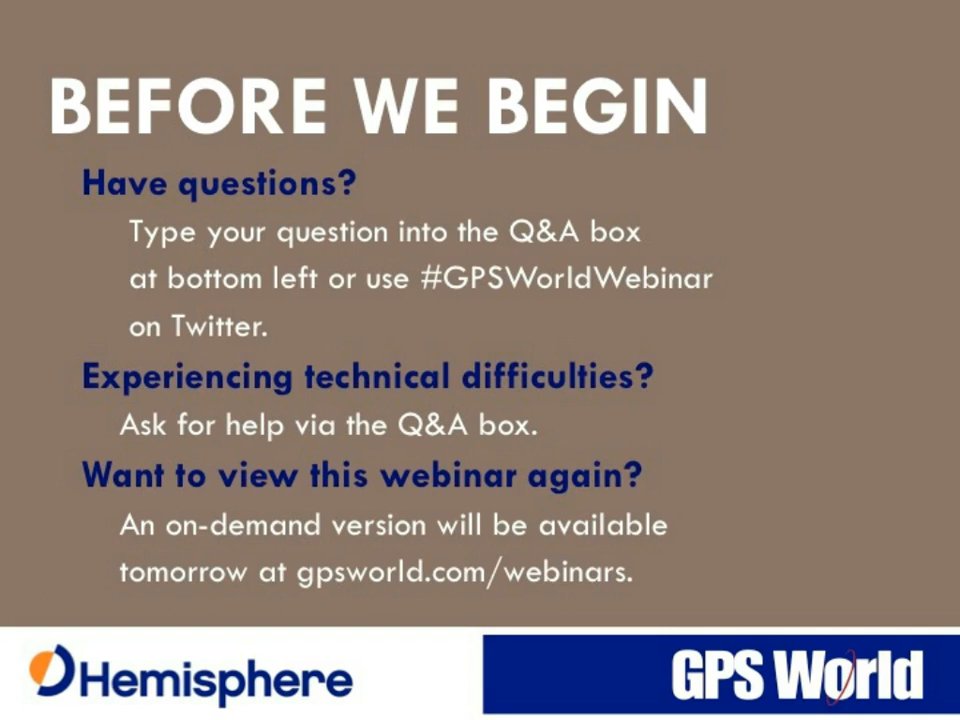 BEFORE WE BEGIN
Have questions?
Type your question into the Q&A box
at bottom left or use #GPSWorldWebinar
on Twitter.
Experiencing technical difficulties?
Ask for help via the Q&A box.
Want to view this webinar again?
An on-demand version will be available
tomorrow at gpsworld.com/webinars.
Hemisphere
GPS World